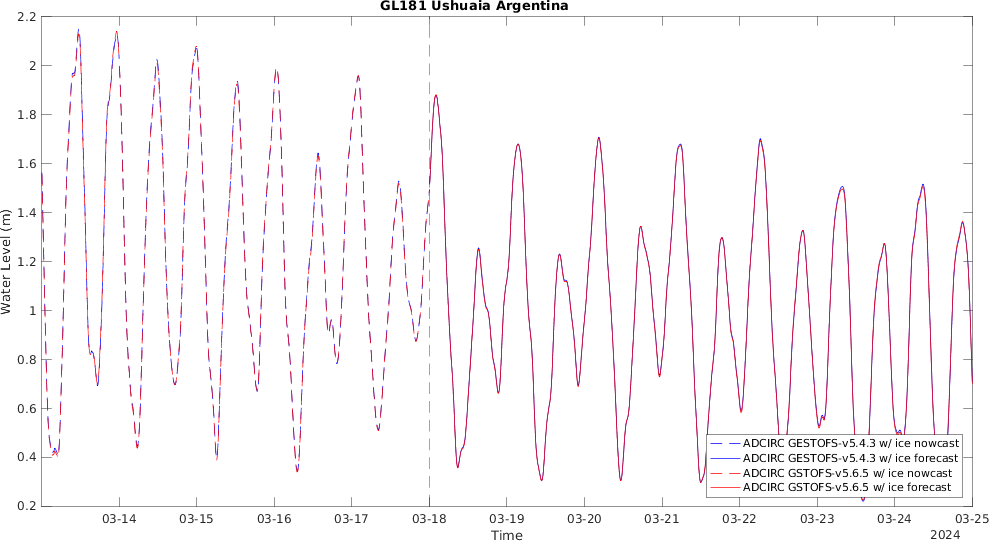 GL181 Ushuaia Argentina
2.2
2
1.8
1.6
1.4
1.2
1
0.8
0.6
0.4
0.2
Water Level (m)
ADCIRC GESTOFS-v5.4.3 w/ ice nowcast
ADCIRC GESTOFS-v5.4.3 w/ ice forecast
ADCIRC GSTOFS-v5.6.5 w/ ice nowcast
ADCIRC GSTOFS-v5.6.5 w/ ice forecast
03-14 03-15 03-16 03-17 03-18 03-19 03-20 03-21 03-22 03-23 03-24 03-25
Time
2024